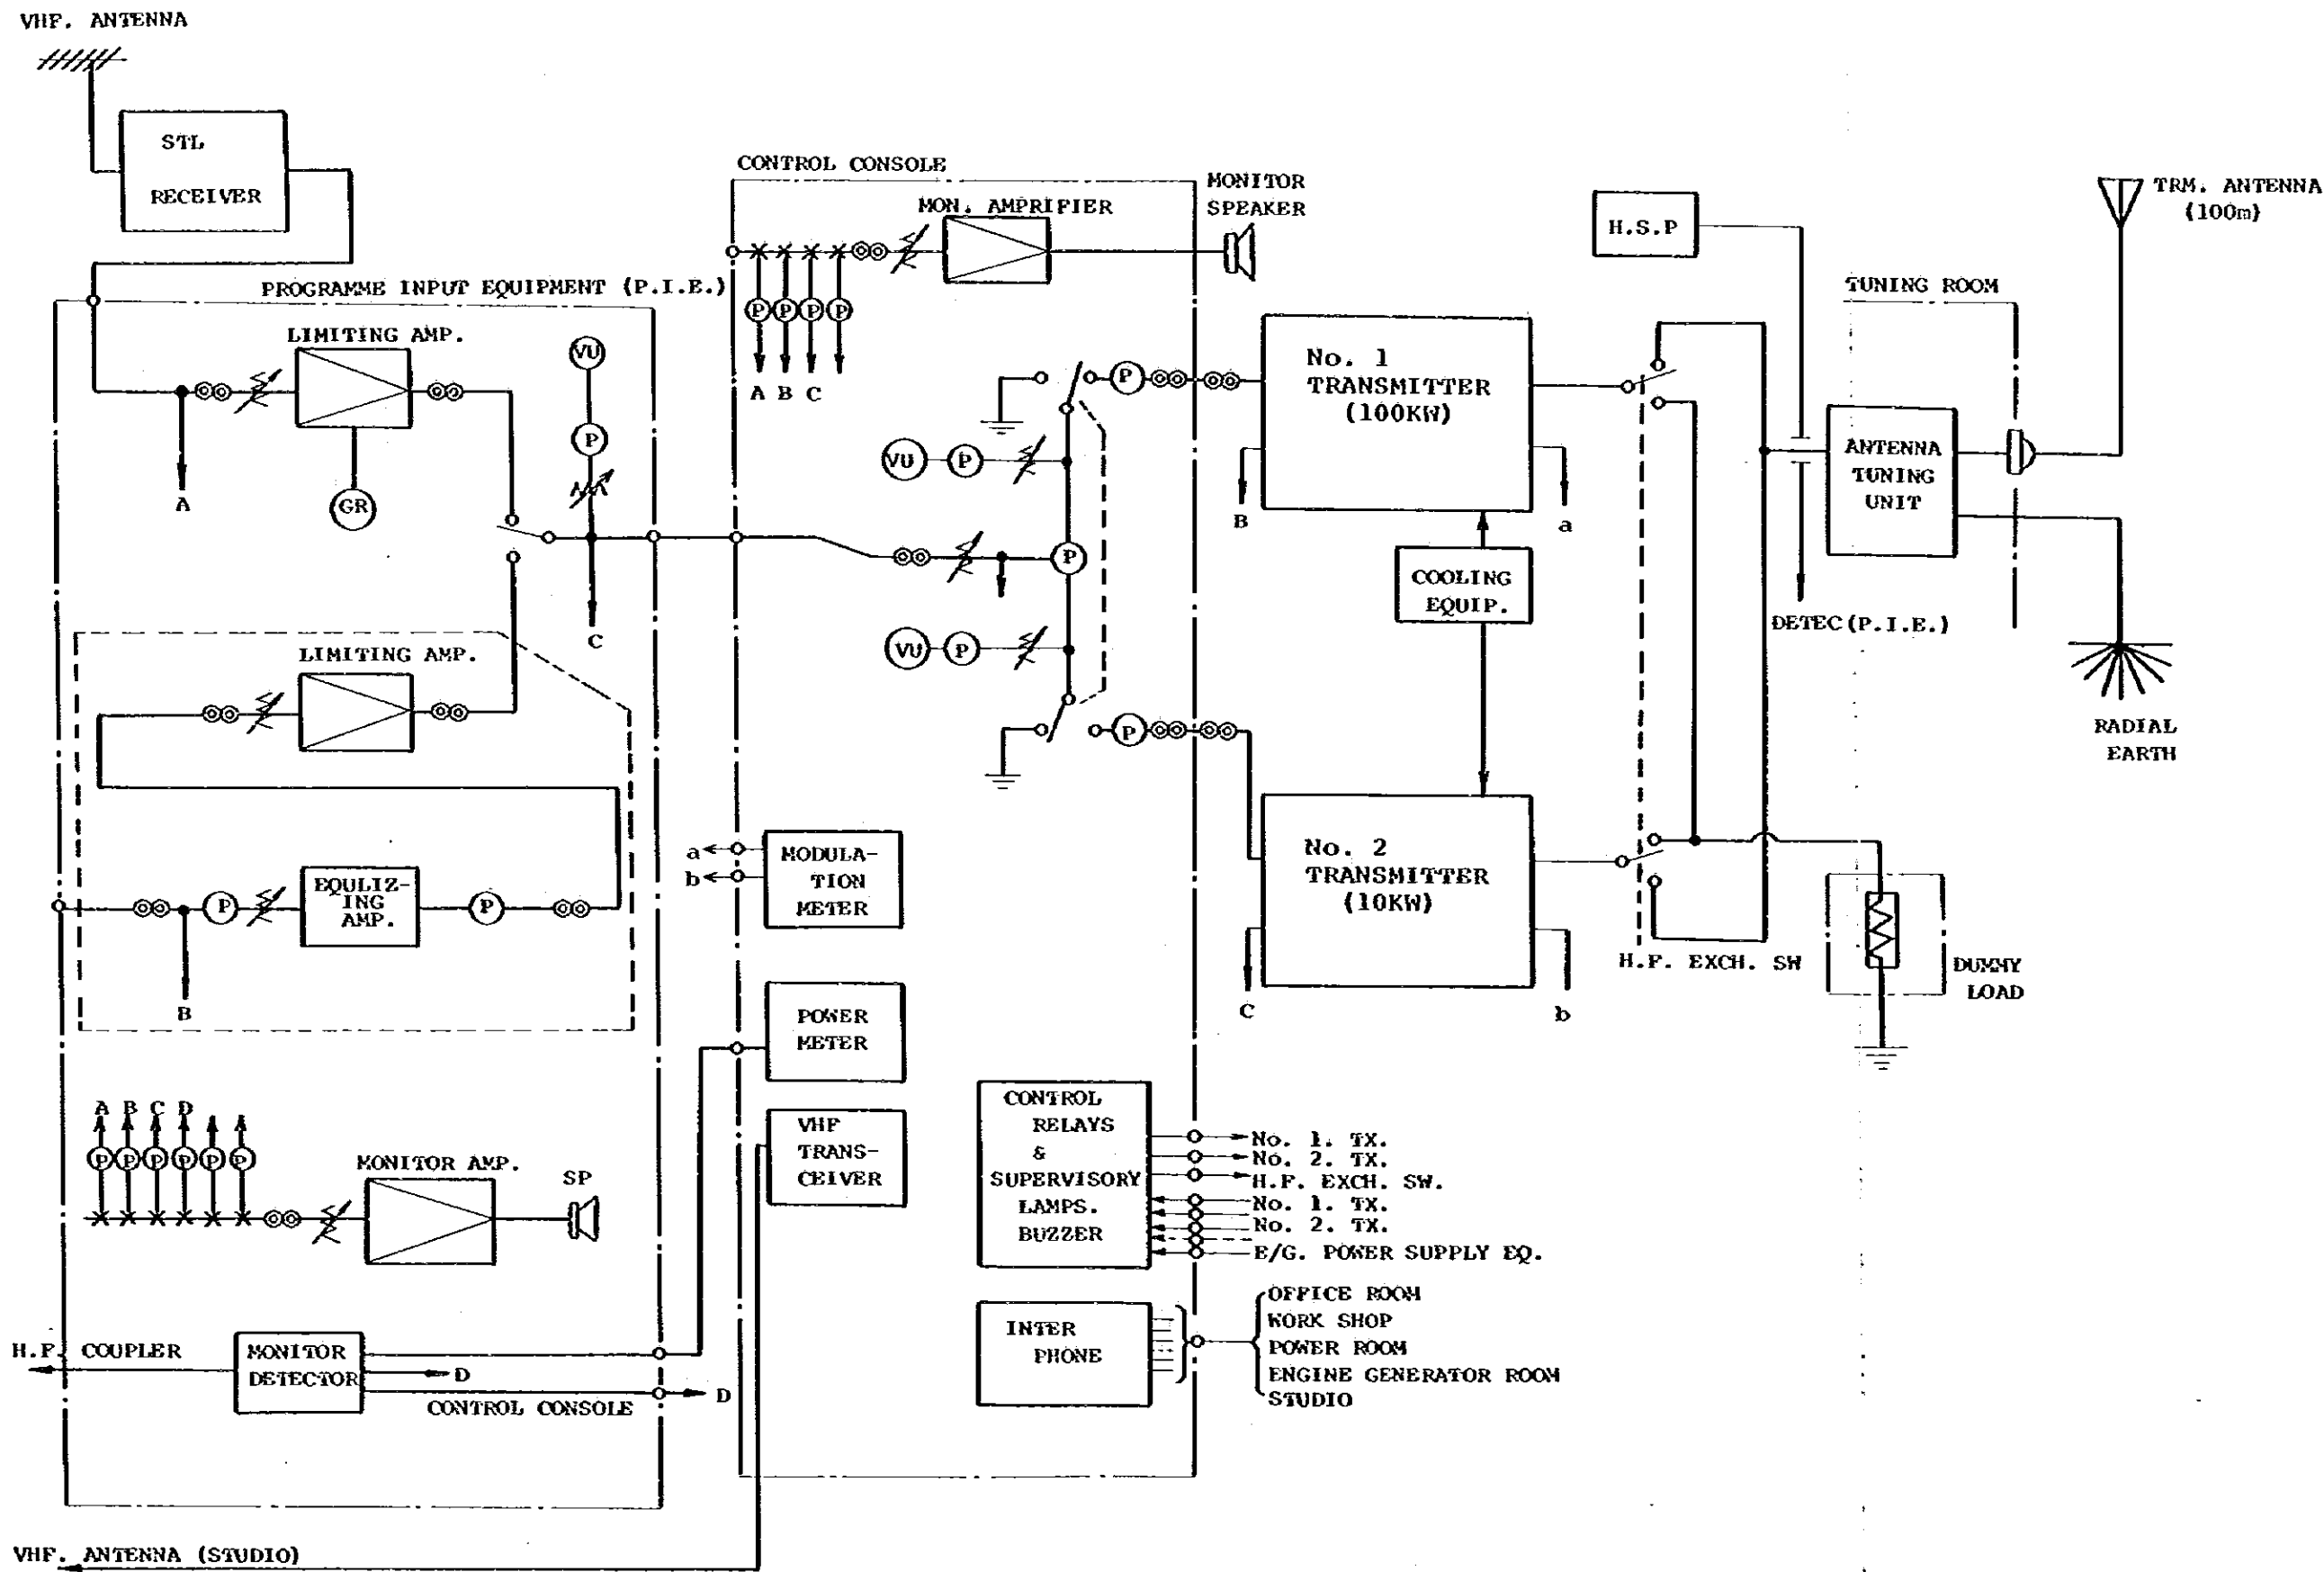 VHF. ANTENNA
STL
RECEIVER
PROGRAMME INPUT EQUIPMENT (P.I.E.)
LIMITING AMP.
VU
P
GR
A
C
LIMITING AMP.
EQULIZ-
ING
AMP.
P
P
B
A B C D
P P P P P P
MONITOR AMP.
SP
H.F. COUPLER
MONITOR
DETECTOR
D
D
CONTROL CONSOLE
VHF. ANTENNA (STUDIO)
CONTROL CONSOLE
MON. AMPRIFIER
MONITOR
SPEAKER
P P P P
A B C
P
VU P
P
VU P
P
a
b
MODULA-
TION
METER
POWER
METER
VHF
TRANS-
CEIVER
CONTROL
RELAYS
&
SUPERVISORY
LAMPS.
BUZZER
No. 1. TX.
No. 2. TX.
H.F. EXCH. SW.
No. 1. TX.
No. 2. TX.
E/G. POWER SUPPLY EQ.
INTER
PHONE
OFFICE ROOM
WORK SHOP
POWER ROOM
ENGINE GENERATOR ROOM
STUDIO
No. 1
TRANSMITTER
(100KW)
B
a
COOLING
EQUIP.
No. 2
TRANSMITTER
(10KW)
C
b
H.F. EXCH. SW
H.S.P
TUNING ROOM
ANTENNA
TUNING
UNIT
DETEC(P.I.E.)
TRM. ANTENNA
(100m)
RADIAL
EARTH
DUMMY
LOAD